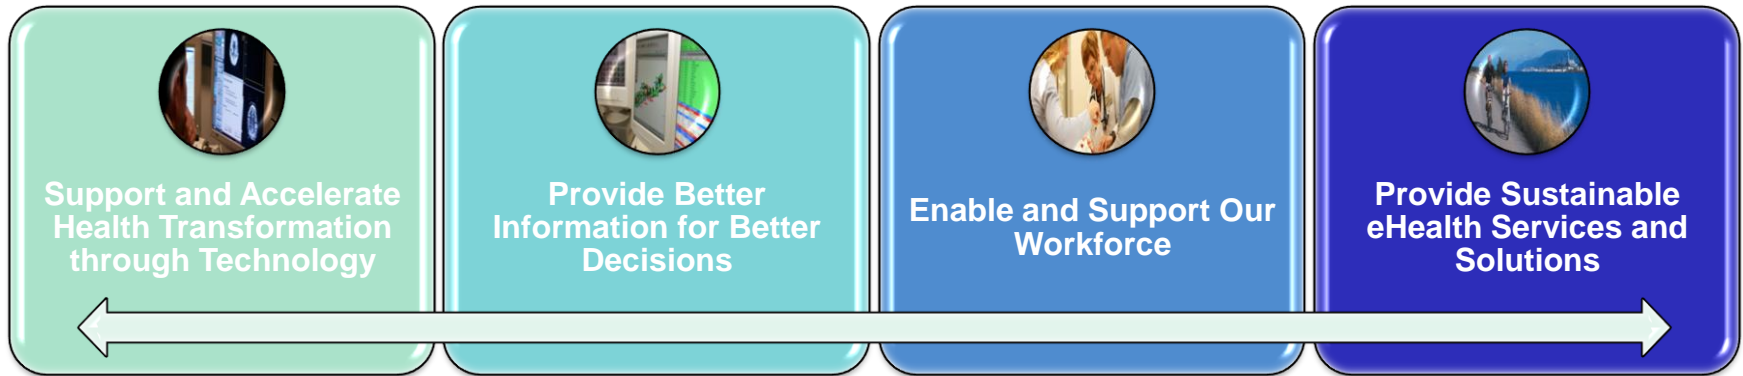 Support and Accelerate
Health Transformation
through Technology
Provide Better
Information for Better
Decisions
Enable and Support Our
Workforce
Provide Sustainable
eHealth Services and
Solutions